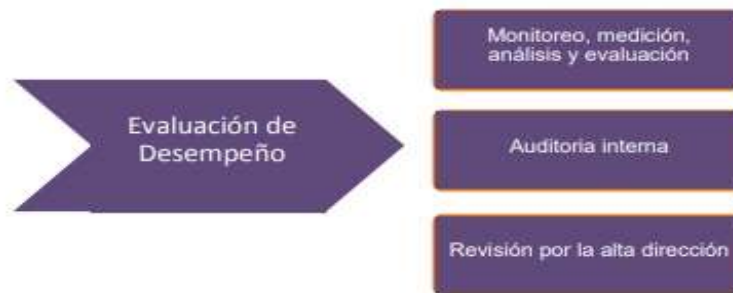 Evaluación de
Desempeño
Monitoreo, medición,
análisis y evaluación
Auditoria interna
Revisión por la alta dirección